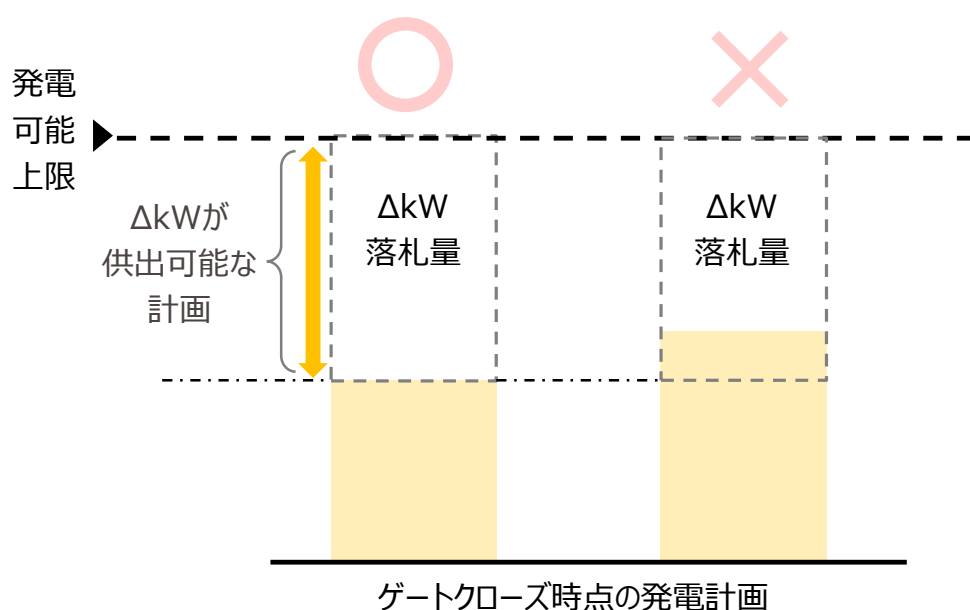 発電
可能
上限
ΔkWが
供出可能な
計画
ΔkW
落札量
ΔkW
落札量
ゲートクローズ時点の発電計画